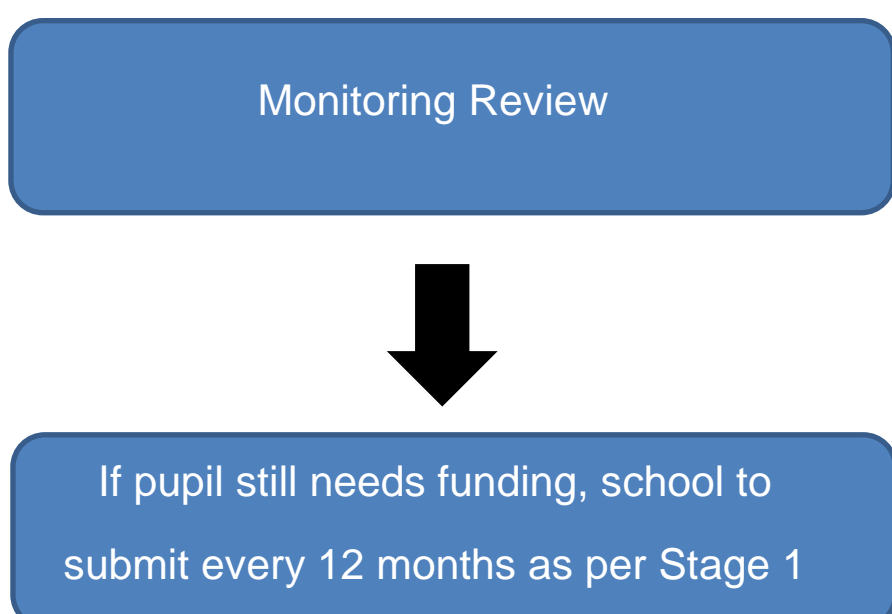 Monitoring Review
If pupil still needs funding, school to
submit every 12 months as per Stage 1